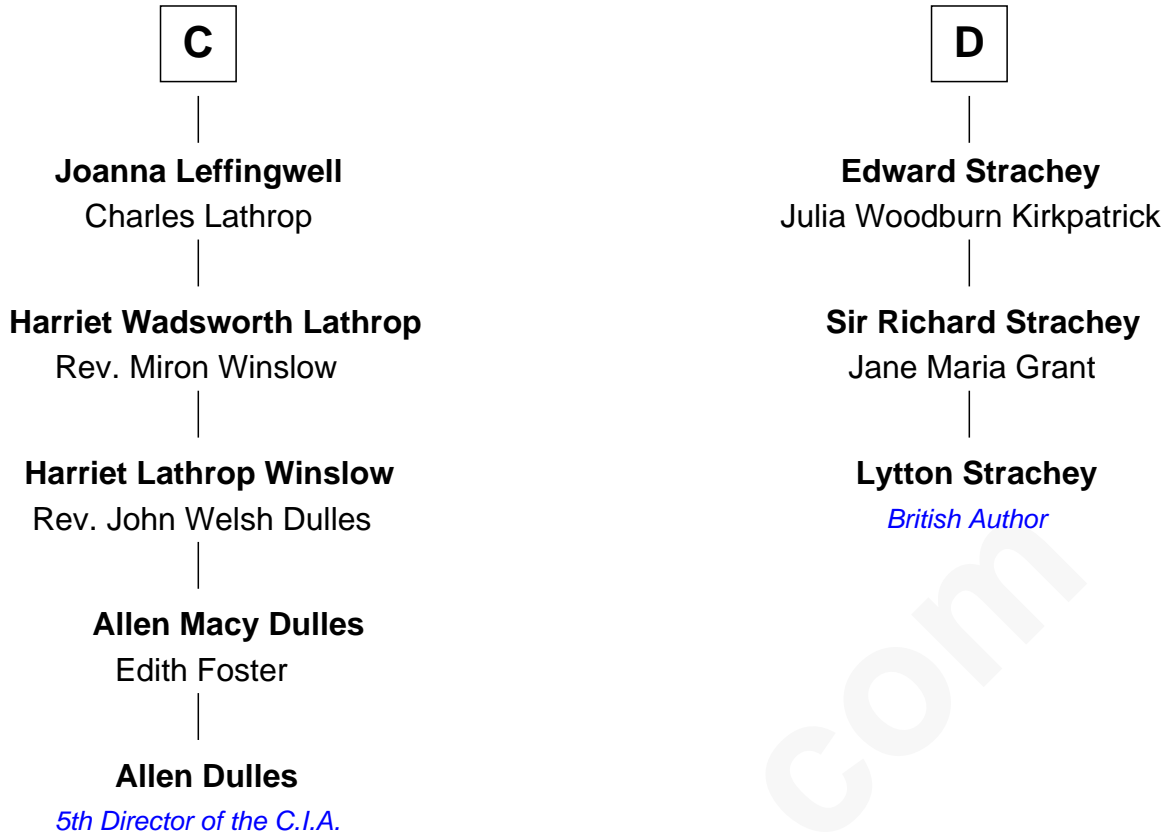 C
Joanna Leffingwell
Charles Lathrop
Harriet Wadsworth Lathrop
Rev. Miron Winslow
Harriet Lathrop Winslow
Rev. John Welsh Dulles
Allen Macy Dulles
Edith Foster
Allen Dulles
5th Director of the C.I.A.
D
Edward Strachey
Julia Woodburn Kirkpatrick
Sir Richard Strachey
Jane Maria Grant
Lytton Strachey
British Author
com